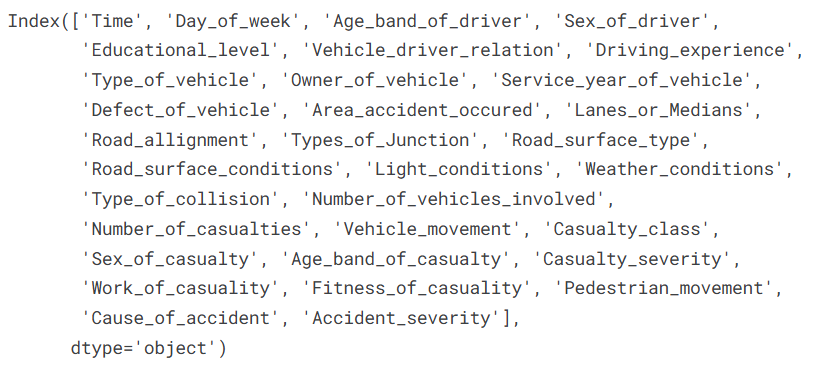 Index(['Time', 'Day_of_week', 'Age_band_of_driver', 'Sex_of_driver',
'Educational_level', 'Vehicle_driver_relation', 'Driving_experience',
'Type_of_vehicle', 'Owner_of_vehicle', 'Service_year_of_vehicle',
'Defect_of_vehicle', 'Area_accident_occured', 'Lanes_or_Medians',
'Road_allignment', 'Types_of_Junction', 'Road_surface_type',
'Road_surface_conditions', 'Light_conditions', 'Weather_conditions',
'Type_of_collision', 'Number_of_vehicles_involved',
'Number_of_casualties', 'Vehicle_movement', 'Casualty_class',
'Sex_of_casualty', 'Age_band_of_casualty', 'Casualty_severity',
'Work_of_casuality', 'Fitness_of_casuality', 'Pedestrian_movement',
'Cause_of_accident', 'Accident_severity'],
dtype='object')